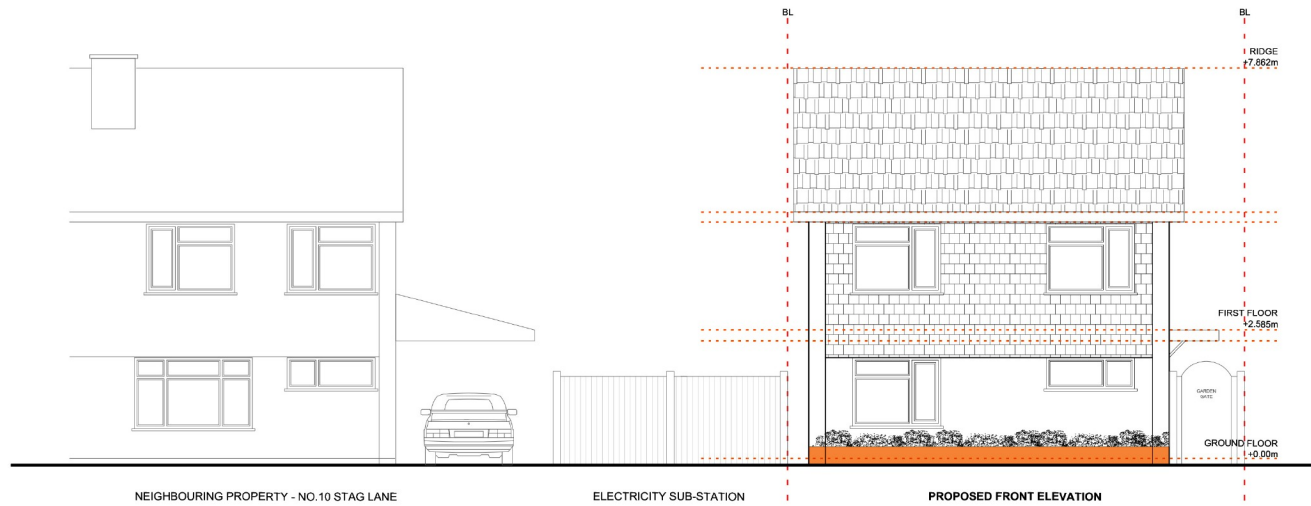 BL
BL
RIDGE
+7.862m
FIRST FLOOR
+2.585m
GARDEN
GATE
GROUND FLOOR
+0.00m
NEIGHBOURING PROPERTY - NO.10 STAG LANE
ELECTRICITY SUB-STATION
PROPOSED FRONT ELEVATION